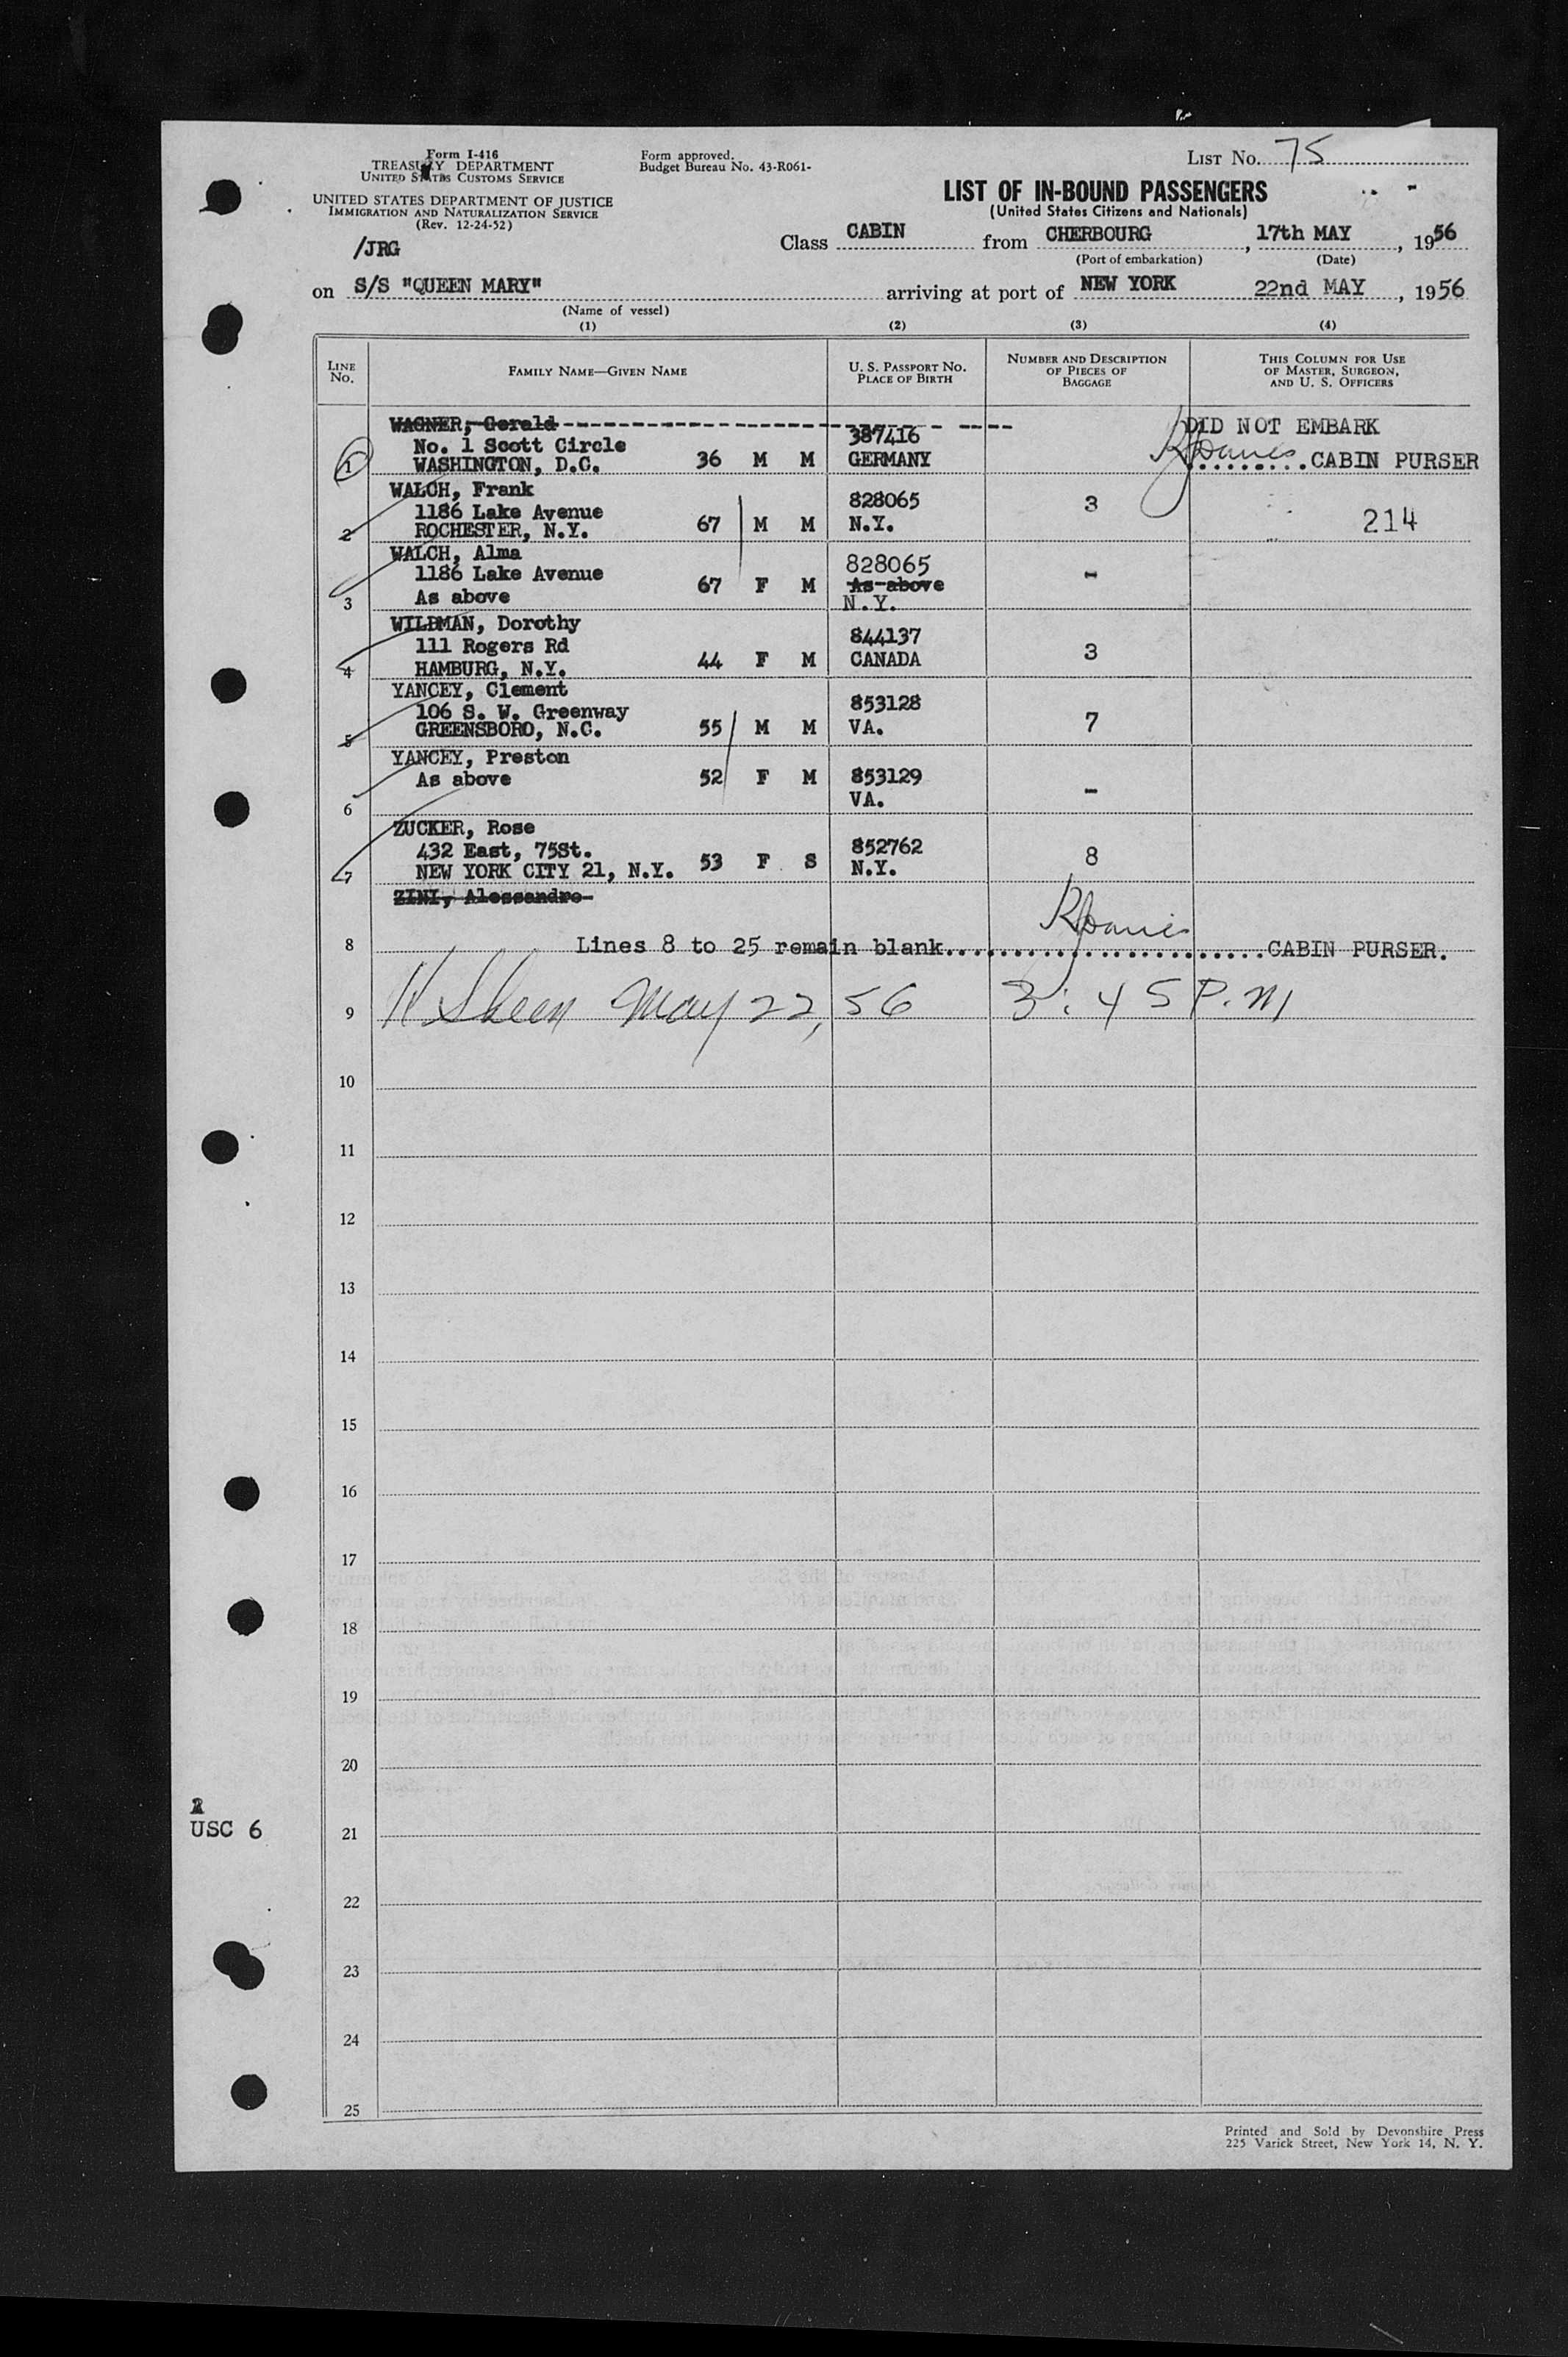 Form I-416
TREASURY DEPARTMENT
UNITED STATES CUSTOMS SERVICE
UNITED STATES DEPARTMENT OF JUSTICE
IMMIGRATION AND NATURALIZATION SERVICE
(Rev. 12-24-52)
/JRG
Form approved.
Budget Bureau No. 43-R061-
LIST NO. 75
LIST OF IN-BOUND PASSENGERS
(United States Citizens and Nationals)
Class CABIN from CHERBOURG, 17th MAY, 1956
(Port of embarkation) (Date)
on S/S "QUEEN MARY" arriving at port of NEW YORK 22nd MAY, 1956
(Name of vessel)
(1) (2) (3) (4)
LINE NO. FAMILY NAME—GIVEN NAME U. S. PASSPORT NO. PLACE OF BIRTH NUMBER AND DESCRIPTION OF PIECES OF BAGGAGE THIS COLUMN FOR USE OF MASTER, SURGEON, AND U. S. OFFICERS
WAGNER, Gerald 387416 DID NOT EMBARK
No. 1 Scott Circle
1 WASHINGTON, D.C. 36 M M GERMANY ........CABIN PURSER
WALCH, Frank 828065 3
1186 Lake Avenue
2 ROCHESTER, N.Y. 67 M M N.Y. 214
WALCH, Alma 828065
1186 Lake Avenue 67 F M As above -
3 As above N.Y.
WILDMAN, Dorothy 844137
111 Rogers Rd 3
4 HAMBURG, N.Y. 44 F M CANADA
YANCEY, Clement 853128
106 S. W. Greenway
5 GREENSBORO, N.C. 55 M M VA. 7
YANCEY, Preston
As above 52 F M 853129 -
6 VA.
ZUCKER, Rose 852762
432 East, 75St. 8
7 NEW YORK CITY 21, N.Y. 53 F S N.Y.
ZINI, Alessandro
8 Lines 8 to 25 remain blank.......................CABIN PURSER.
9 May 22, 56 3:45 P.M
10
11
12
13
14
15
16
17
18
19
20
2
USC 6
21
22
23
24
25
Printed and Sold by Devonshire Press
225 Varick Street, New York 14, N. Y.